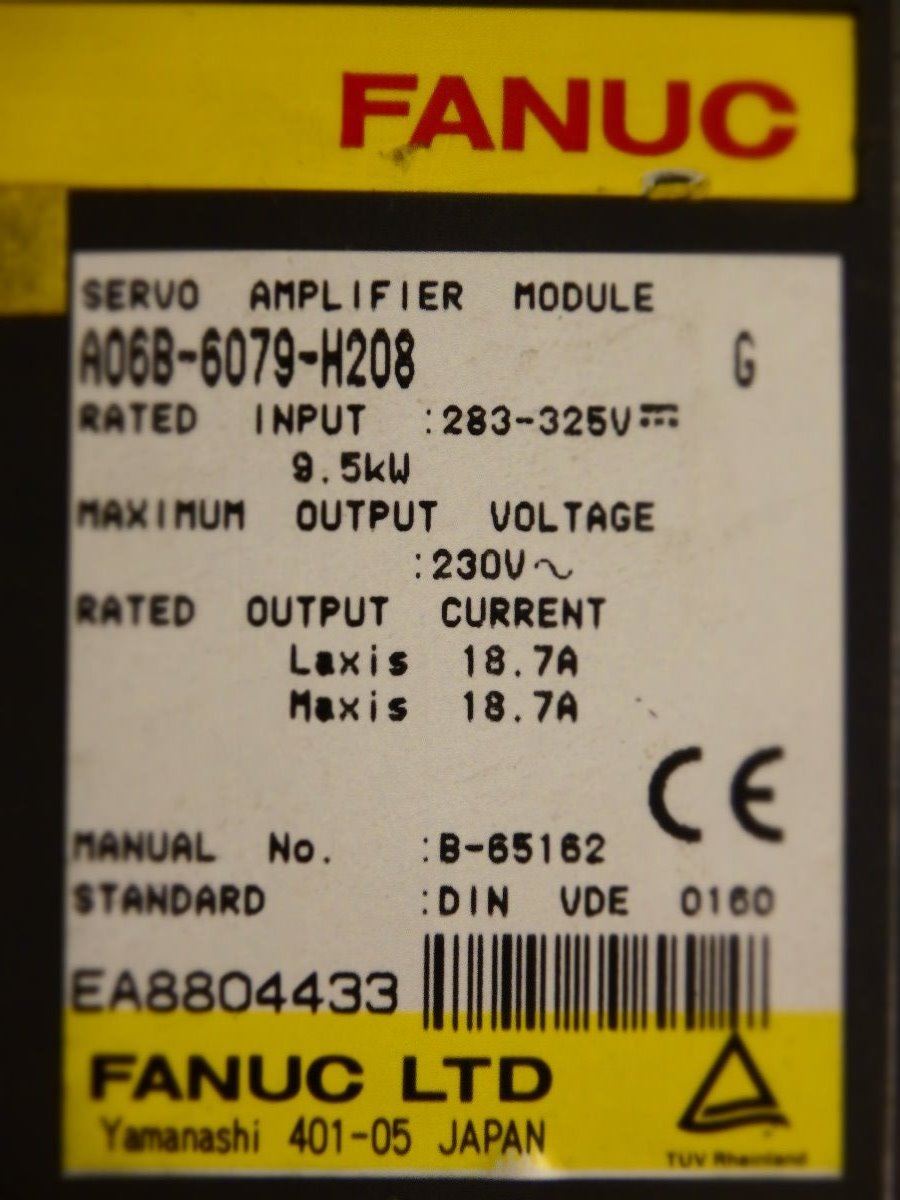 FANUC
SERVO AMPLIFIER MODULE
A06B-6079-H208 G
RATED INPUT :283-325V⎓
9.5kW
MAXIMUM OUTPUT VOLTAGE
:230V~
RATED OUTPUT CURRENT
Laxis 18.7A
Maxis 18.7A
CE
MANUAL No. :B-65162
STANDARD :DIN VDE 0160
EA8804433
FANUC LTD
Yamanashi 401-05 JAPAN
TUV Rheinland